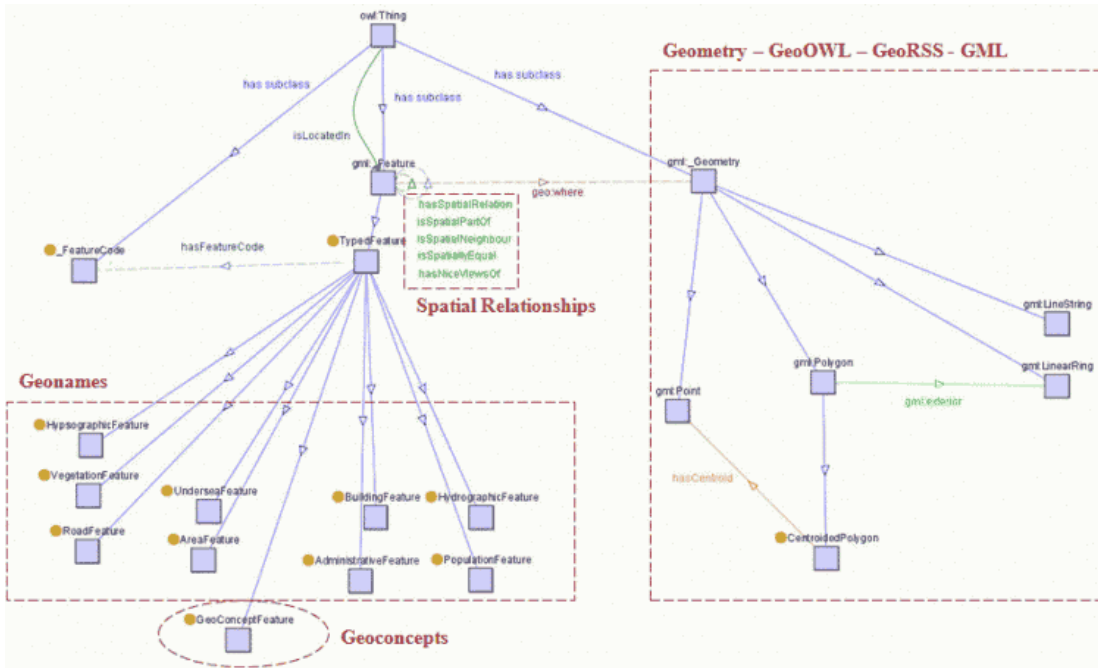 owl:Thing
Geometry – GeoOWL – GeoRSS - GML
has subclass
has subclass
has subclass
isLocatedIn
gml:_Feature
gml:_Geometry
geo:where
hasSpatialRelation
isSpatialPartOf
isSpatialNeighbour
isSpatiallyEqual
hasNiceViewsOf
_FeatureCode
hasFeatureCode
TypedFeature
Spatial Relationships
gml:LineString
gml:Polygon
gml:LinearRing
gml:exterior
gml:Point
Geonames
HypsographicFeature
VegetationFeature
UnderseaFeature
BuildingFeature
HydrographicFeature
RoadFeature
AreaFeature
AdministrativeFeature
PopulationFeature
hasCentroid
CentroidedPolygon
GeoConceptFeature
Geoconcepts